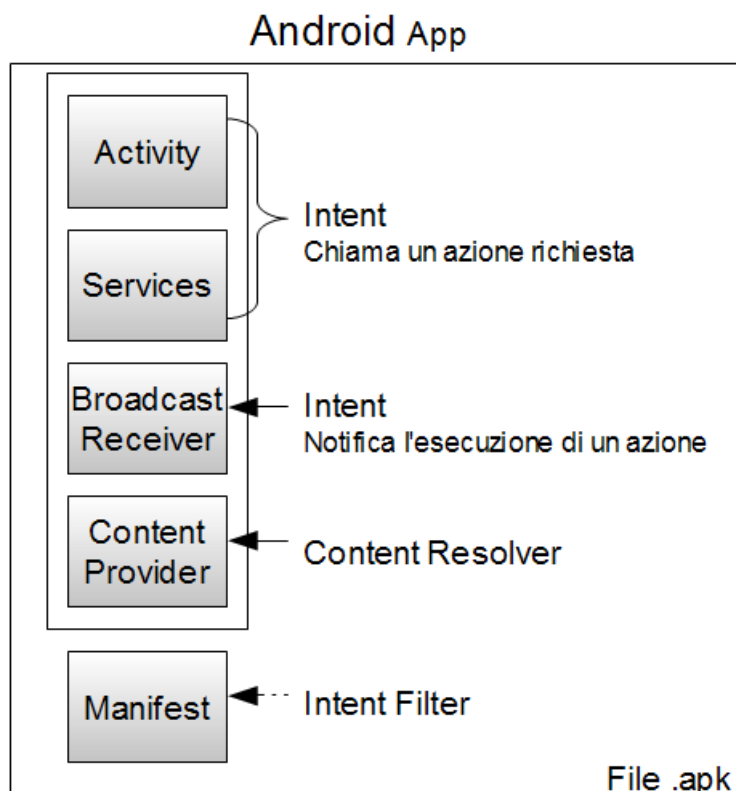 Android App
Activity
Services
Intent
Chiama un azione richiesta
Broadcast
Receiver
Intent
Notifica l'esecuzione di un azione
Content
Provider
Content Resolver
Manifest
Intent Filter
File .apk